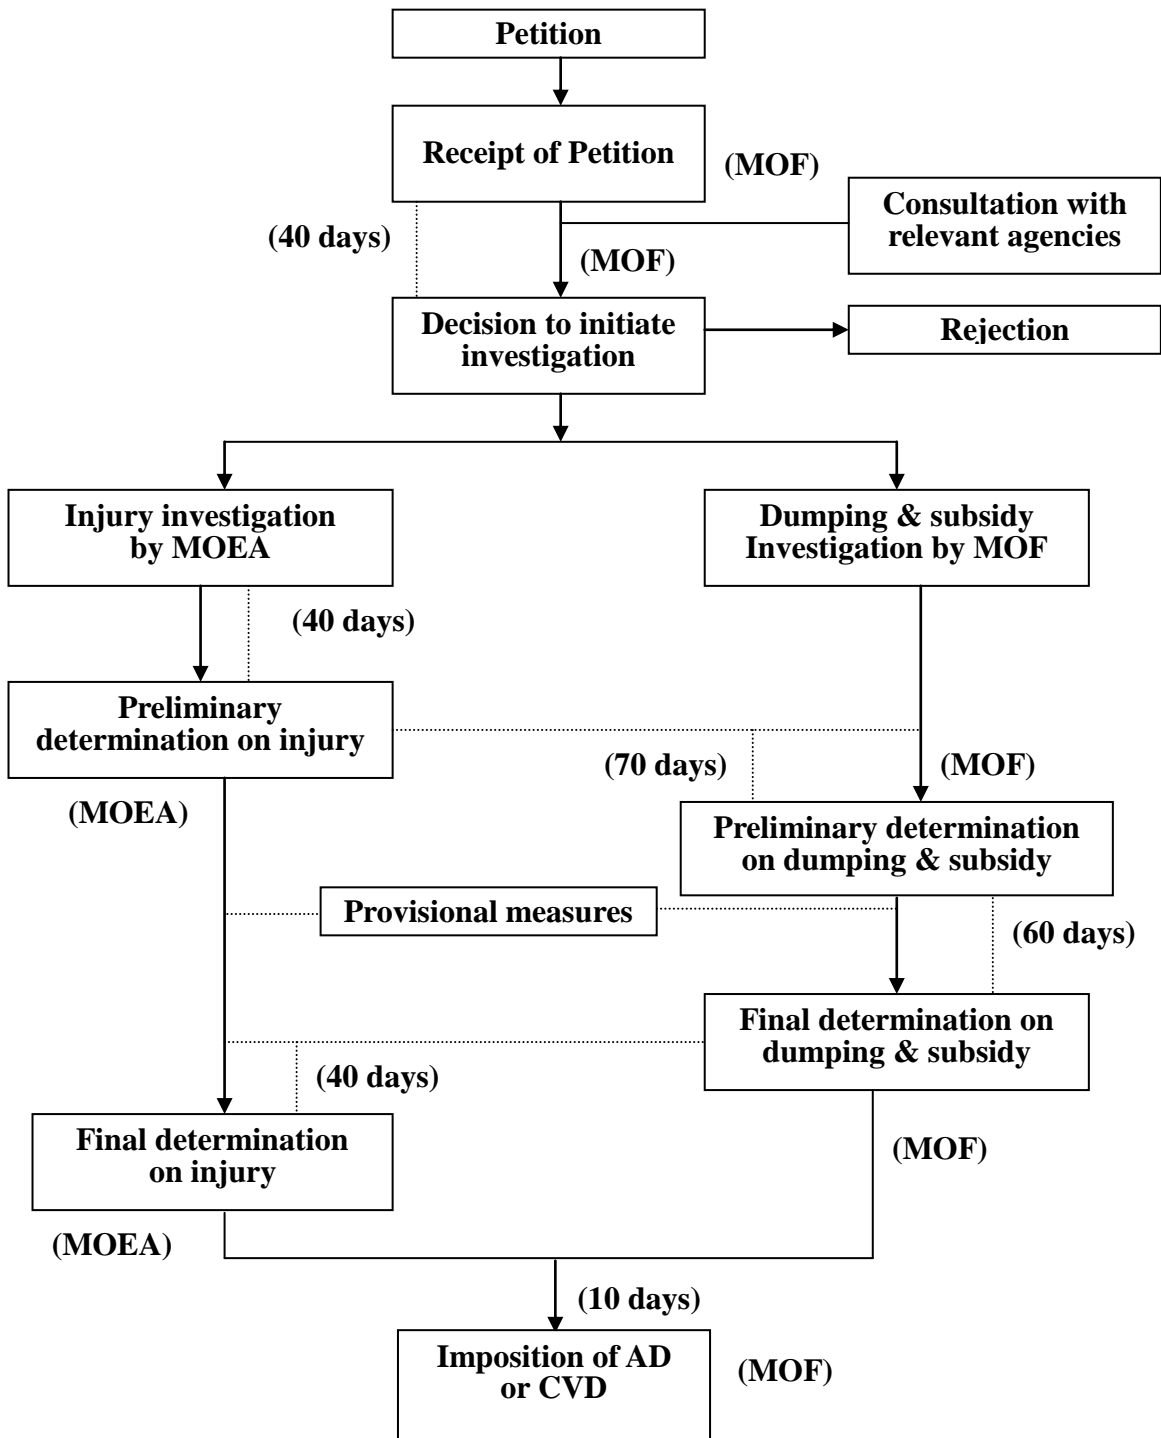 Petition
Receipt of Petition
(MOF)
Consultation with
relevant agencies
(40 days)
(MOF)
Decision to initiate
investigation
Rejection
Injury investigation
by MOEA
Dumping & subsidy
Investigation by MOF
(40 days)
Preliminary
determination on injury
(70 days)
(MOF)
(MOEA)
Preliminary determination
on dumping & subsidy
Provisional measures
(60 days)
Final determination on
dumping & subsidy
(40 days)
Final determination
on injury
(MOF)
(MOEA)
(10 days)
Imposition of AD
or CVD
(MOF)